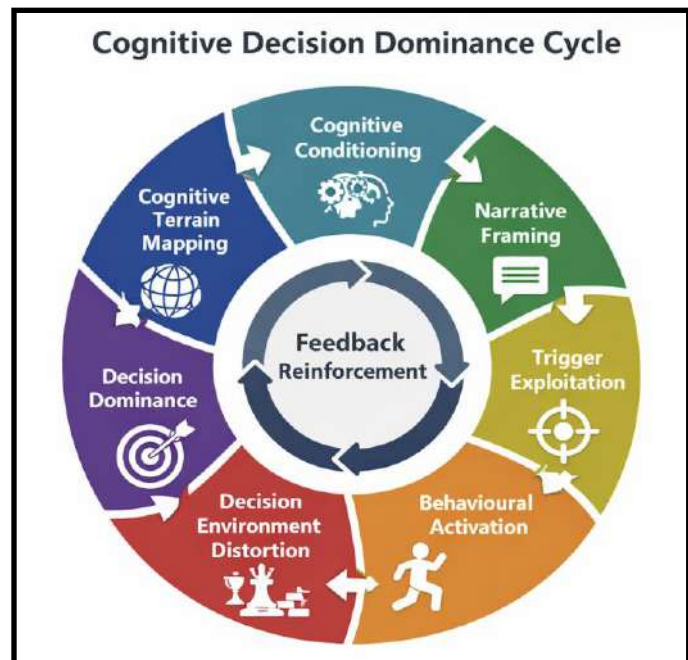 Cognitive Decision Dominance Cycle
Cognitive
Conditioning
Narrative
Framing
Trigger
Exploitation
Behavioural
Activation
Decision
Environment
Distortion
Decision
Dominance
Cognitive
Terrain
Mapping
Feedback
Reinforcement